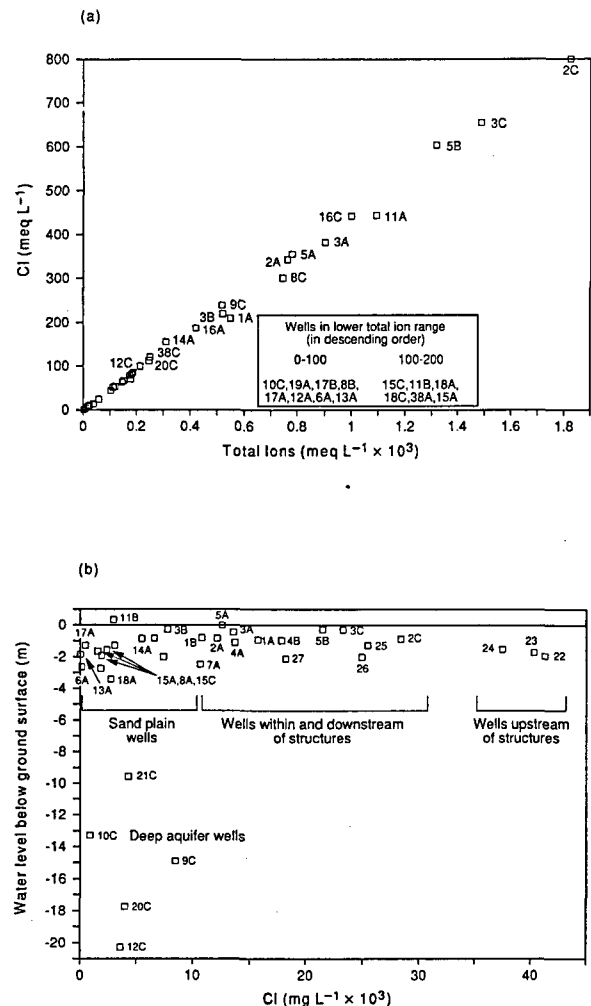 (a)
800
700
600
500
400
300
200
100
0
Cl (meq L⁻¹)
2C
3C
5B
16C
11A
3A
5A
2A
8C
9C
3B
1A
16A
14A
38C
20C
12C
Wells in lower total ion range
(in descending order)
0-100 100-200
10C,19A,17B,8B, 15C,11B,18A,
17A,12A,6A,13A 18C,38A,15A
0 0.2 0.4 0.6 0.8 1 1.2 1.4 1.6 1.8
Total Ions (meq L⁻¹ × 10³)
(b)
0
-2
-4
-6
-8
-10
-12
-14
-16
-18
-20
Water level below ground surface (m)
11B
17A
5A
3B
3A
3C
14A
1B
2A
4A
1A
4B
5B
2C
25
26
27
24
23
22
6A
13A
18A
15A,8A,15C
7A
Sand plain
wells
Wells within and downstream
of structures
Wells upstream
of structures
21C
10C
Deep aquifer wells
9C
20C
12C
0 10 20 30 40
Cl (mg L⁻¹ × 10³)